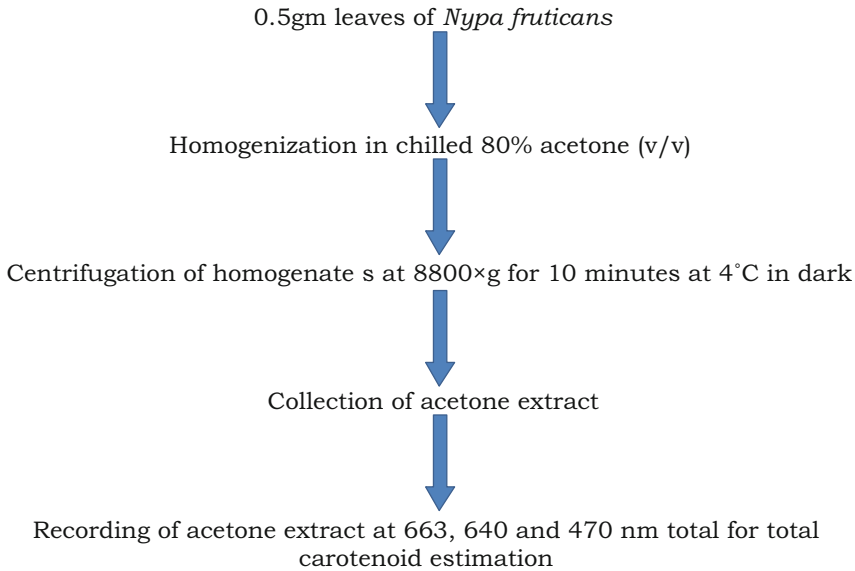 0.5gm leaves of Nypa fruticans
Homogenization in chilled 80% acetone (v/v)
Centrifugation of homogenate s at 8800×g for 10 minutes at 4˚C in dark
Collection of acetone extract
Recording of acetone extract at 663, 640 and 470 nm total for total
carotenoid estimation